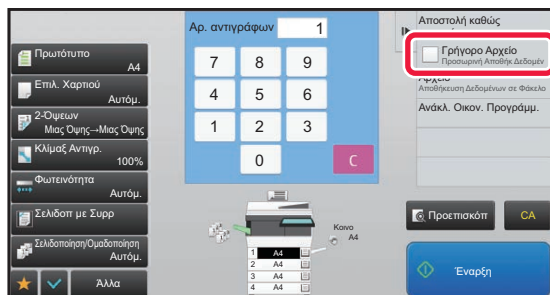 Πρωτότυπο
A4
Επιλ. Χαρτιού
Αυτόμ.
2-Όψεων
Μιας Όψης→Μιας Όψης
Κλίμαξ Αντιγρ.
100%
Φωτεινότητα
Αυτόμ.
Σελιδοπ με Συρρ
Σελιδοποίηση/Ομαδοποίηση
Αυτόμ.
Άλλα
Αρ. αντιγράφων
1
7 8 9
4 5 6
1 2 3
0 C
Κοινο
A4
1 A4
2 A4
3 A4
4 A4
Αποστολή καθώς
Γρήγορο Αρχείο
Προσωρινή Αποθήκ Δεδομέν
Αρχείο
Αποθήκευση Δεδομένων σε Φάκελο
Ανάκλ. Οικον. Προγράμμ.
Προεπισκόπ
CA
Έναρξη